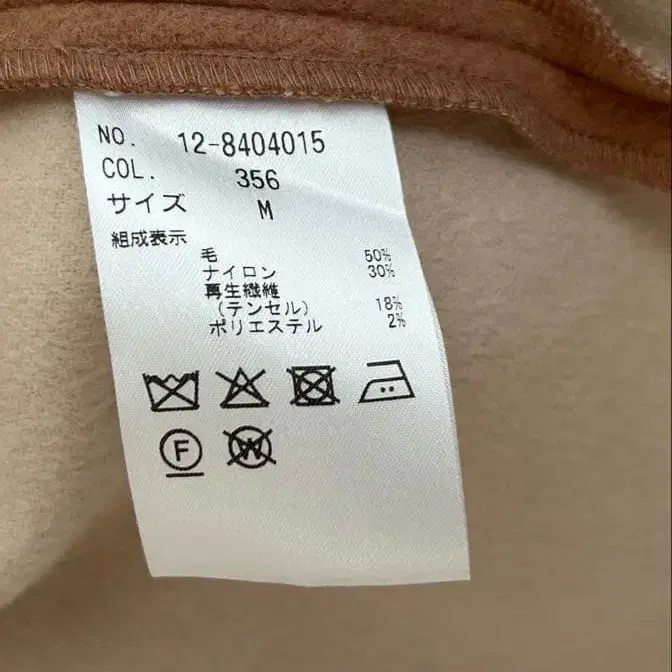 NO. 12-8404015
COL. 356
サイズ M
組成表示
毛 50%
ナイロン 30%
再生繊維
(テンセル) 18%
ポリエステル 2%
F W